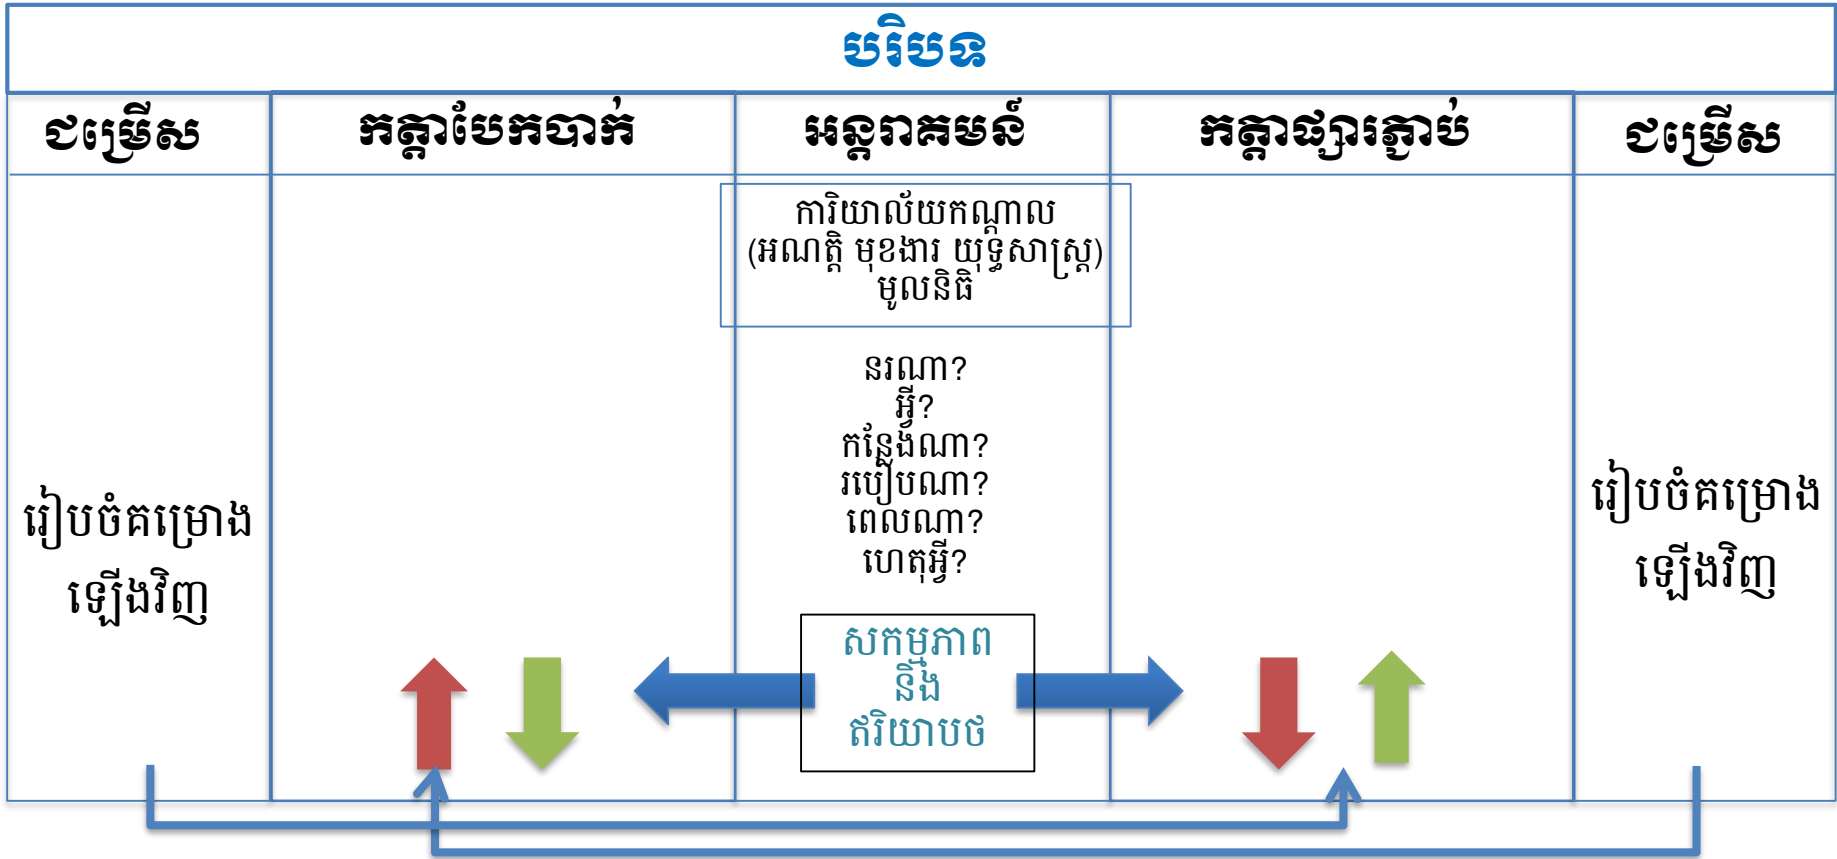 បរិបទ
ជម្រើស
កត្តាបែកបាក់
អន្តរាគមន៍
កត្តាផ្សារភ្ជាប់
ជម្រើស
ការិយាល័យកណ្តាល
(អណត្តិ មុខងារ យុទ្ធសាស្ត្រ)
មូលនិធិ
នរណា?
អ្វី?
កន្លែងណា?
របៀបណា?
ពេលណា?
ហេតុអ្វី?
រៀបចំគម្រោង
ឡើងវិញ
សកម្មភាព
និង
ឥរិយាបថ
រៀបចំគម្រោង
ឡើងវិញ